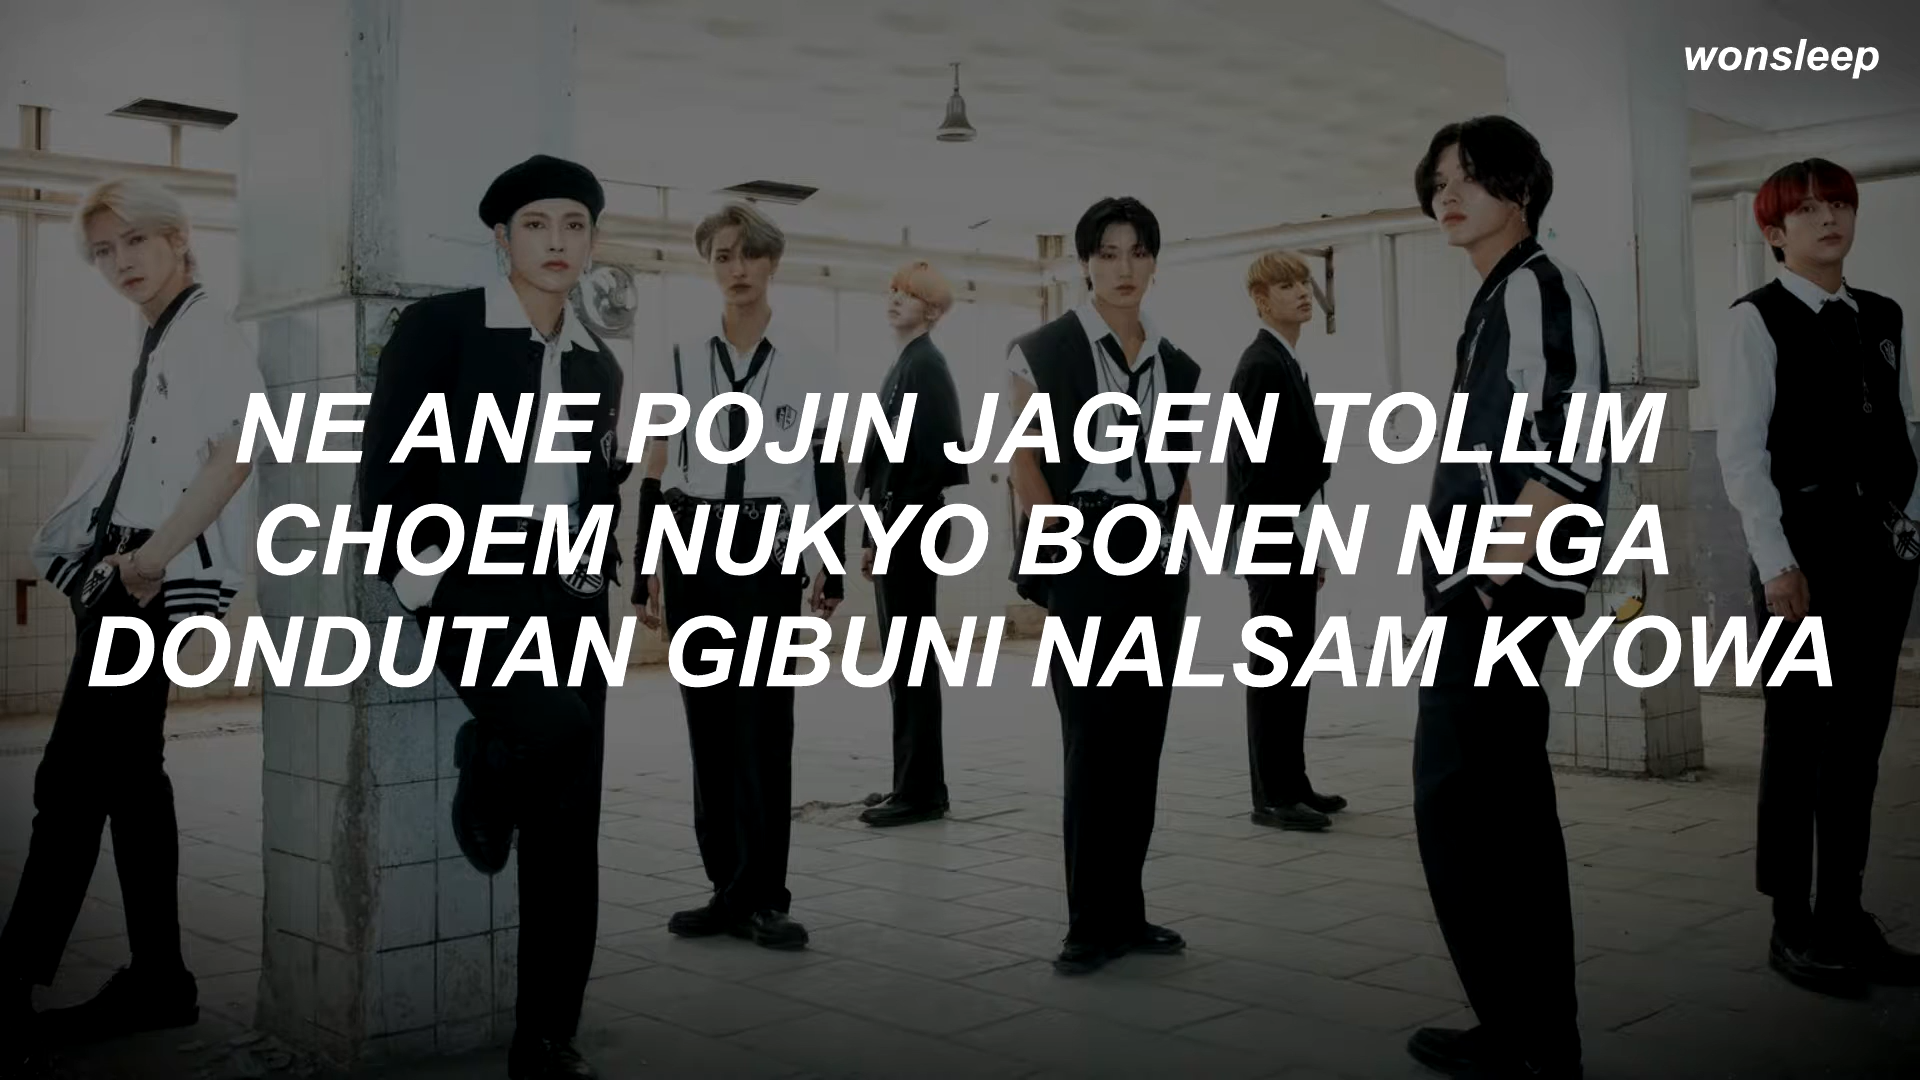 wonsleep
NE ANE POJIN JAGEN TOLLIM
CHOEM NUKYO BONEN NEGA
DONDUTAN GIBUNI NALSAM KYOWA